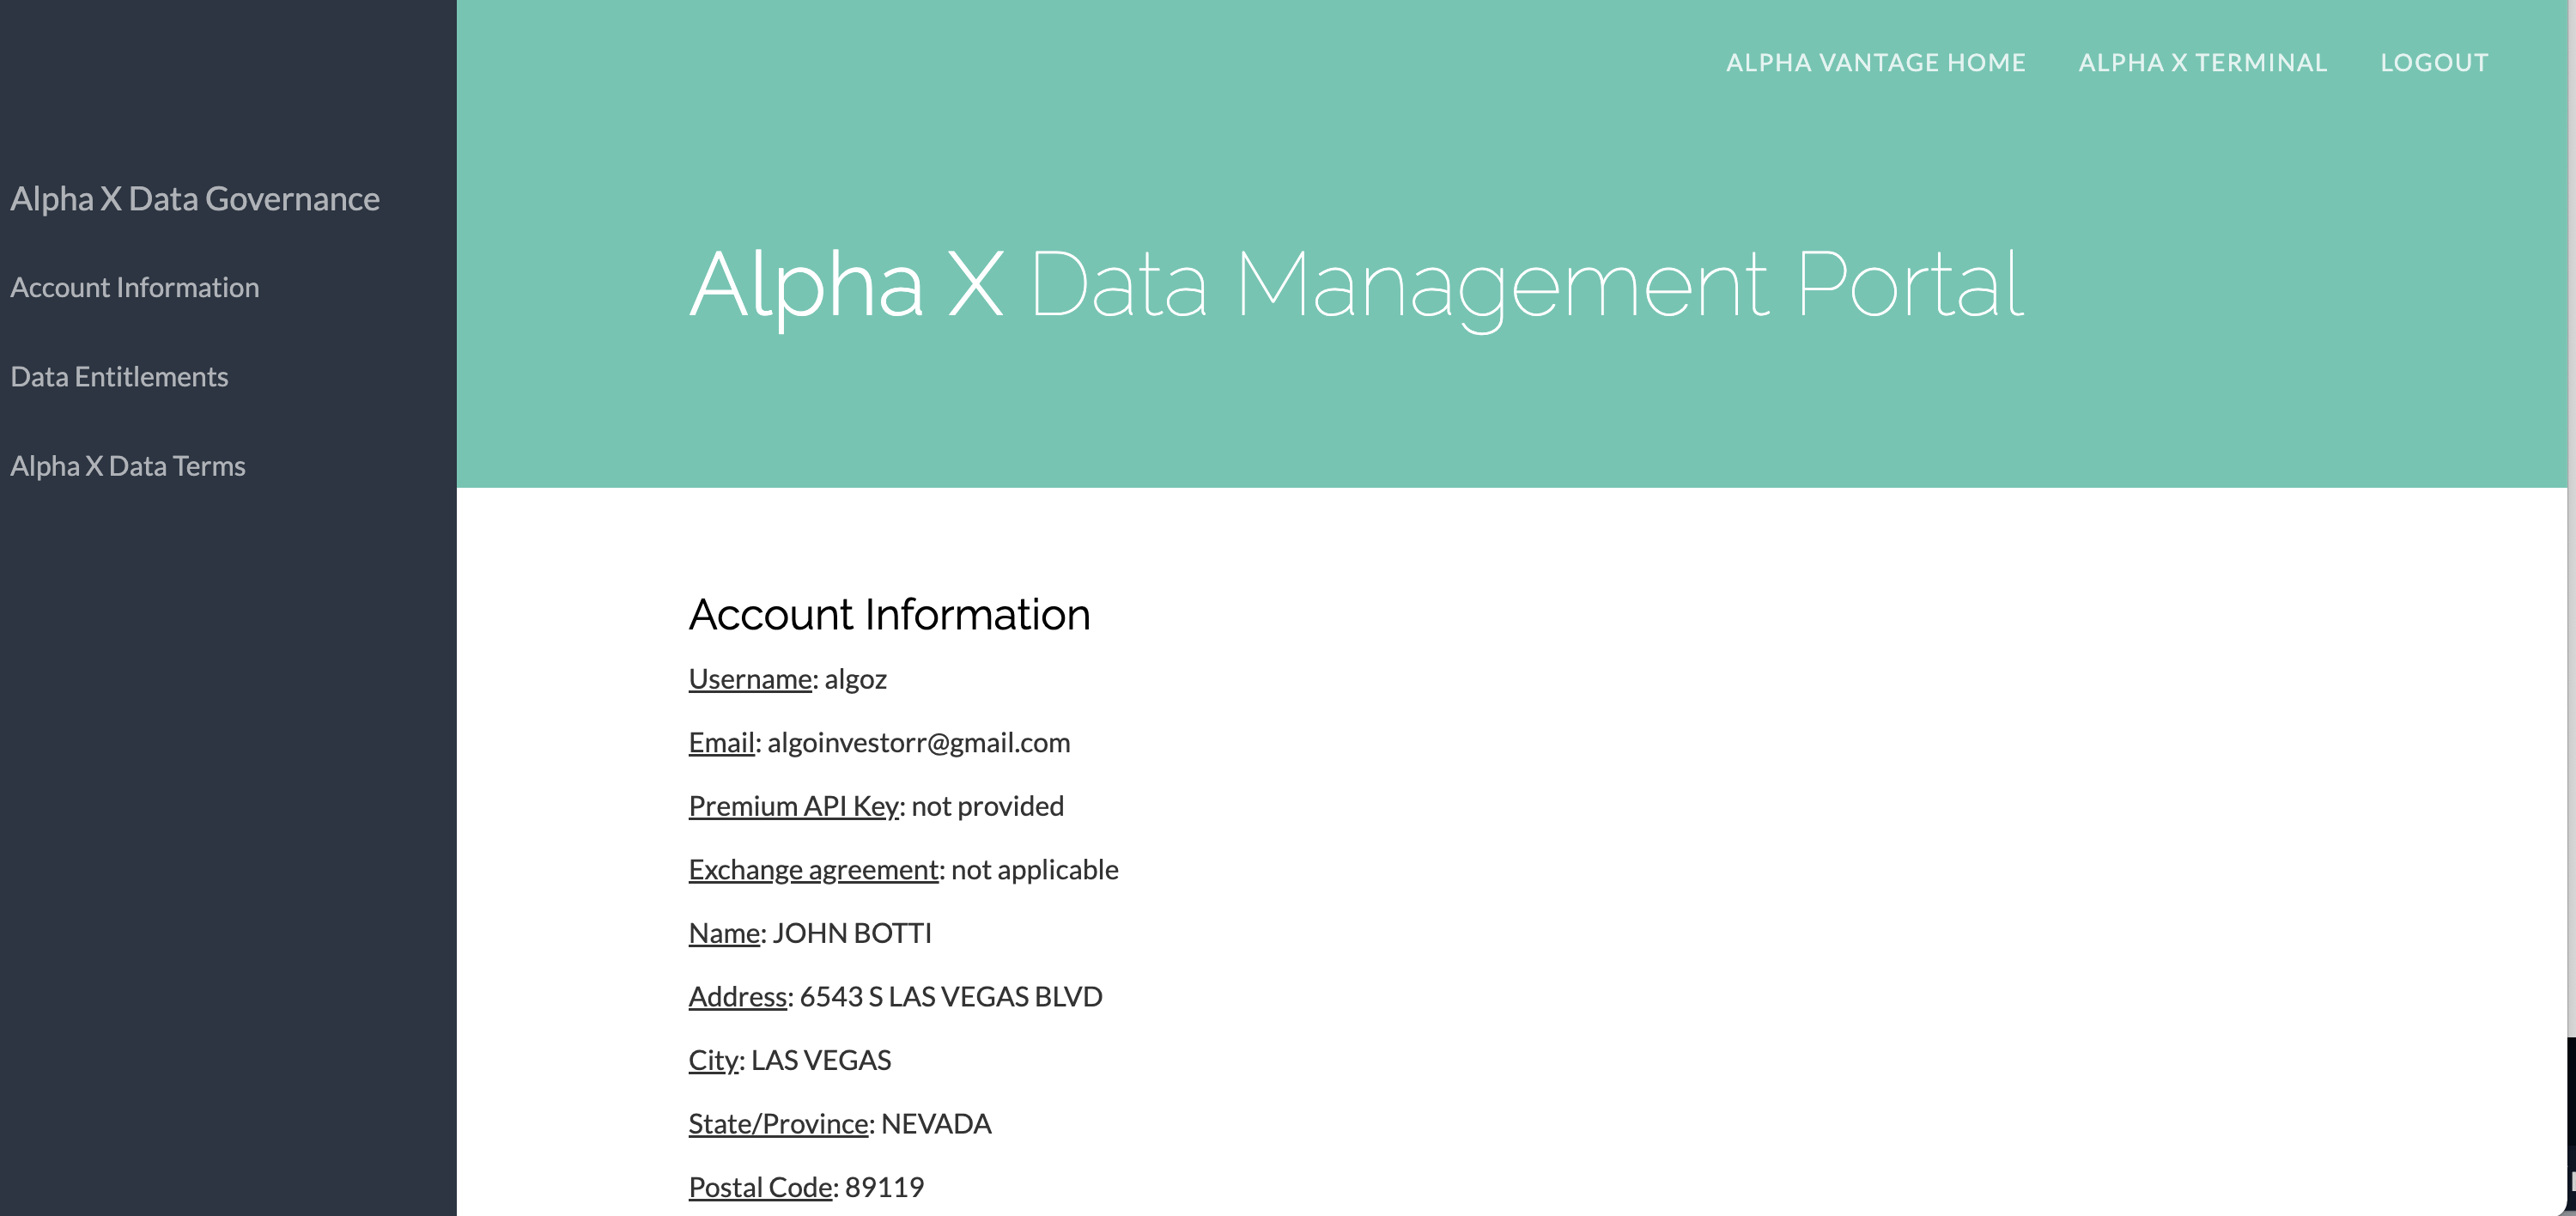 ALPHA VANTAGE HOME ALPHA X TERMINAL LOGOUT
Alpha X Data Governance
Account Information
Data Entitlements
Alpha X Data Terms
Alpha X Data Management Portal
Account Information
Username: algoz
Email: algoinvestorr@gmail.com
Premium API Key: not provided
Exchange agreement: not applicable
Name: JOHN BOTTI
Address: 6543 S LAS VEGAS BLVD
City: LAS VEGAS
State/Province: NEVADA
Postal Code: 89119